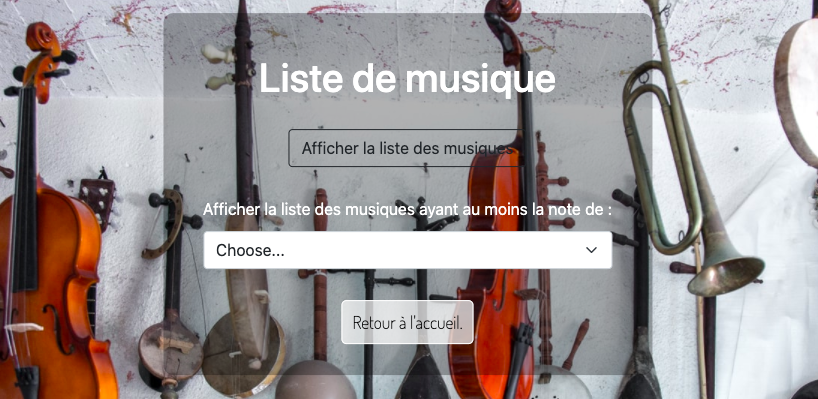 Liste de musique
Afficher la liste des musiques
Afficher la liste des musiques ayant au moins la note de :
Choose...
Retour à l'accueil.